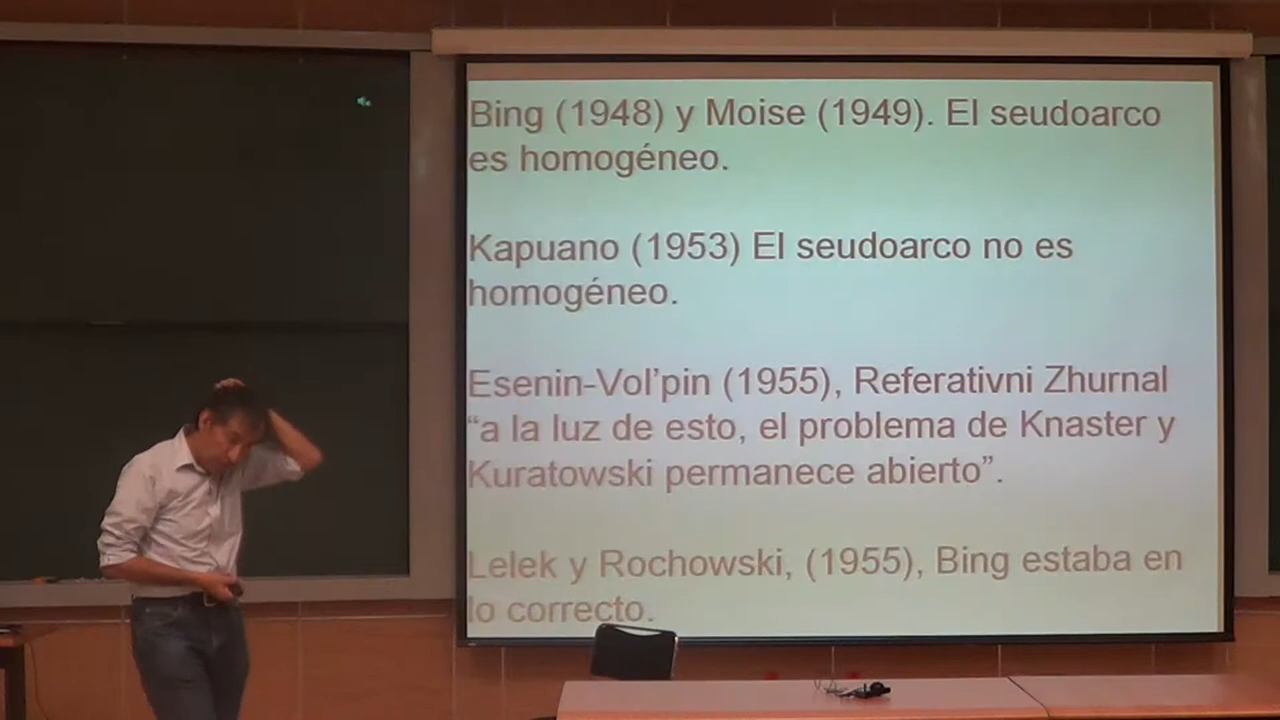 Bing (1948) y Moise (1949). El seudoarco
es homogéneo.
Kapuano (1953) El seudoarco no es
homogéneo.
Esenin-Vol'pin (1955), Referativni Zhurnal
“a la luz de esto, el problema de Knaster y
Kuratowski permanece abierto”.
Lelek y Rochowski, (1955), Bing estaba en
lo correcto.